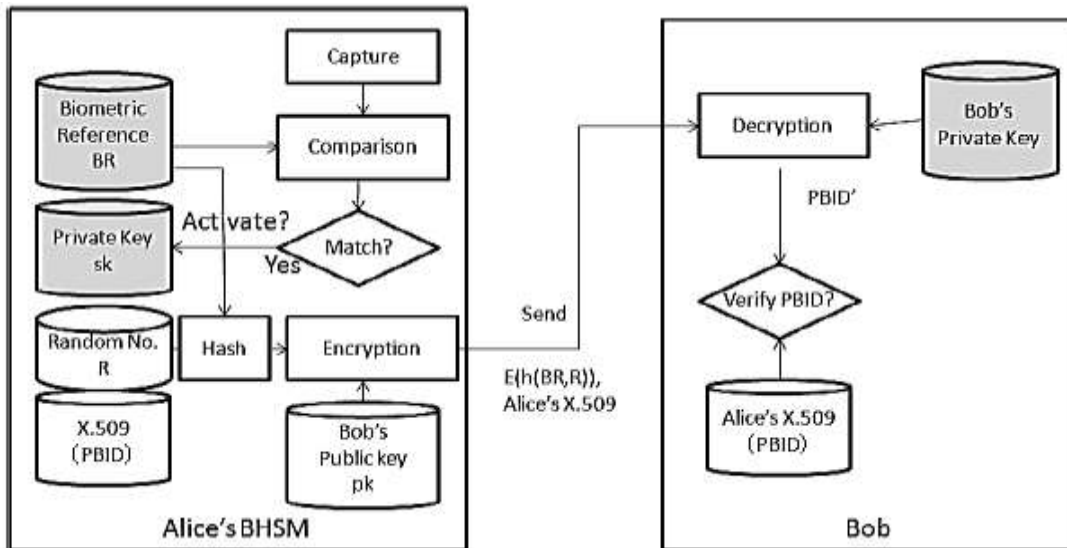 Capture
Biometric
Reference
BR
Comparison
Activate?
Private Key
sk
Match?
Yes
Random No.
R
Hash
Encryption
X.509
(PBID)
Bob's
Public key
pk
Alice's BHSM
Send
E(h(BR,R)),
Alice's X.509
Decryption
Bob's
Private Key
PBID'
Verify PBID?
Alice's X.509
(PBID)
Bob